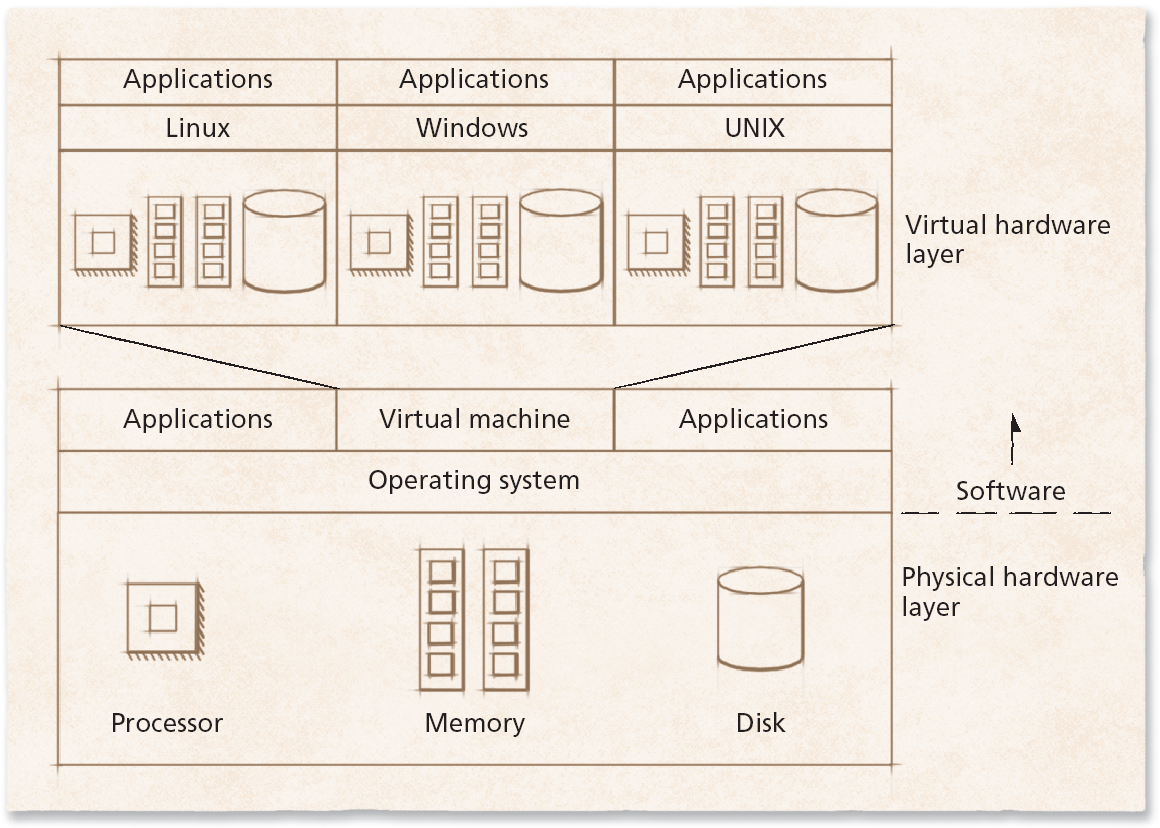 Applications
Applications
Applications
Linux
Windows
UNIX
Virtual hardware
layer
Applications
Virtual machine
Applications
Operating system
Software
Physical hardware
layer
Processor
Memory
Disk